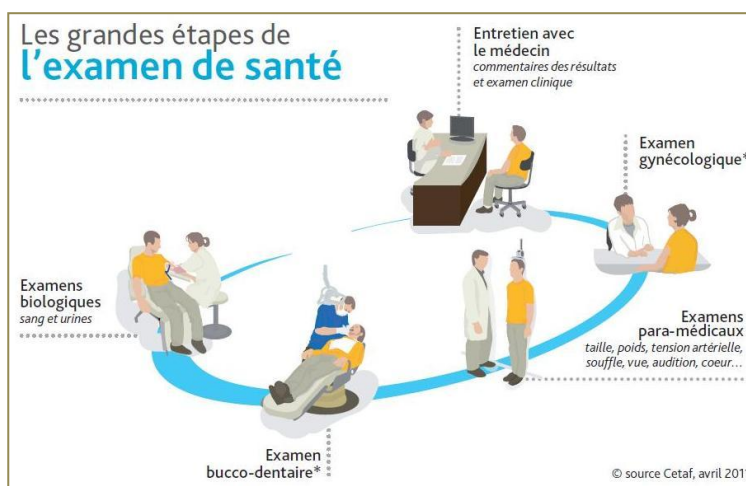 Les grandes étapes de
l'examen de santé
Entretien avec
le médecin
commentaires des résultats
et examen clinique
Examen
gynécologique*
Examens
biologiques
sang et urines
Examens
para-médicaux
taille, poids, tension artérielle,
souffle, vue, audition, coeur...
Examen
bucco-dentaire*
© source Cetaf, avril